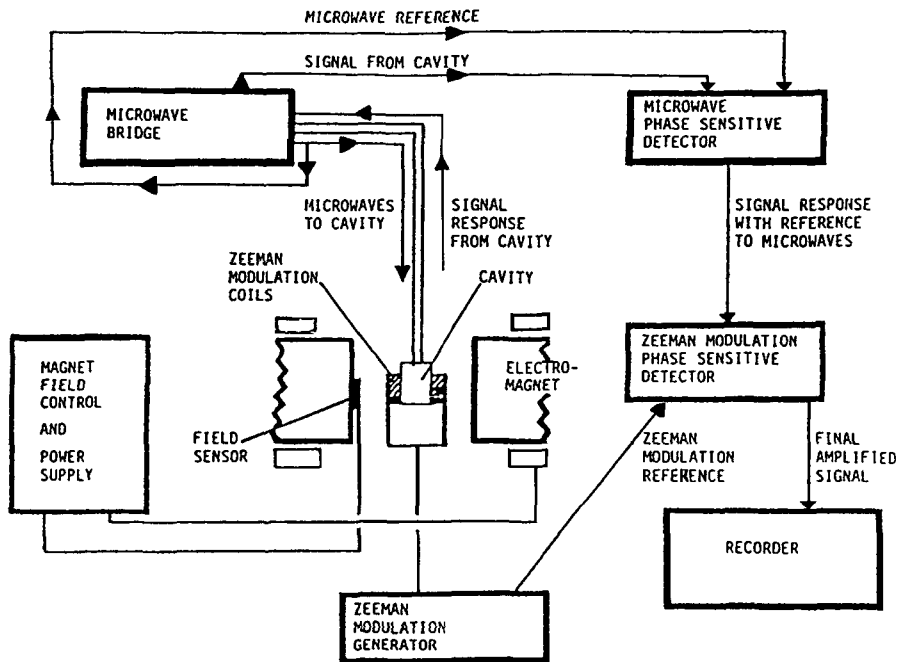 MICROWAVE REFERENCE
SIGNAL FROM CAVITY
MICROWAVE
BRIDGE
MICROWAVE
PHASE SENSITIVE
DETECTOR
MICROWAVES
TO CAVITY
SIGNAL
RESPONSE
FROM CAVITY
SIGNAL RESPONSE
WITH REFERENCE
TO MICROWAVES
ZEEMAN
MODULATION
COILS
CAVITY
MAGNET
FIELD
CONTROL
AND
POWER
SUPPLY
FIELD
SENSOR
ELECTRO-
MAGNET
ZEEMAN MODULATION
PHASE SENSITIVE
DETECTOR
ZEEMAN
MODULATION
REFERENCE
FINAL
AMPLIFIED
SIGNAL
RECORDER
ZEEMAN
MODULATION
GENERATOR